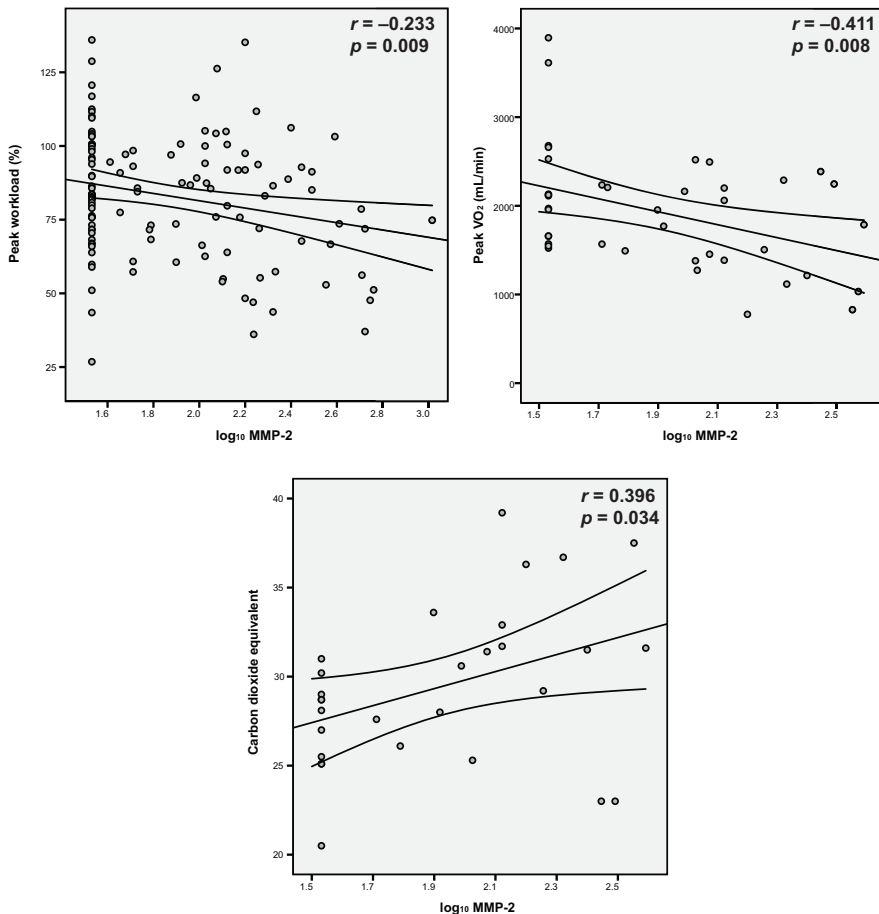 r = –0.233
p = 0.009
125
100
75
50
25
Peak workload (%)
1.6 1.8 2.0 2.2 2.4 2.6 2.8 3.0
log₁₀ MMP-2
r = –0.411
p = 0.008
4000
3000
2000
1000
0
Peak VO₂ (mL/min)
1.5 1.7 1.9 2.1 2.3 2.5
log₁₀ MMP-2
r = 0.396
p = 0.034
40
35
30
25
20
Carbon dioxide equivalent
1.5 1.7 1.9 2.1 2.3 2.5
log₁₀ MMP-2